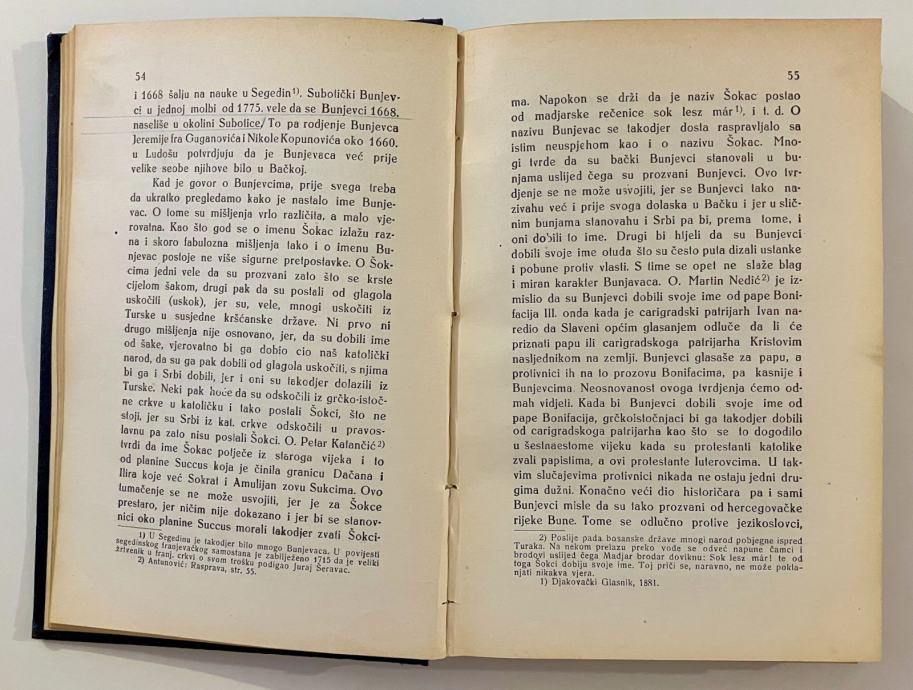 54
i 1668 šalju na nauke u Segedin¹). Subolički Bunjev-
ci u jednoj molbi od 1775. vele da se Bunjevci 1668.
naseliše u okolini Subotice/ To pa rodjenje Bunjevca
Jeremije fra Guganovića i Nikole Kopunovića oko 1660.
u Ludošu potvrdjuju da je Bunjevaca već prije
velike seobe njihove bilo u Bačkoj.
Kad je govor o Bunjevcima, prije svega treba
da ukratko pregledamo kako je nastalo ime Bunje-
vac. O tome su mišljenja vrlo različita, a malo vje-
rovatna. Kao što god se o imenu Šokac izlažu raz-
na i skoro fabulozna mišljenja tako i o imenu Bu-
njevac postoje ne više sigurne pretpostavke. O Šok-
cima jedni vele da su prozvani zato što se krste
cijelom šakom, drugi pak da su postali od glagola
uskočili (uskok), jer su, vele, mnogi uskočili iz
Turske u susjedne kršćanske države. Ni prvo ni
drugo mišljenja nije osnovano, jer, da su dobili ime
od šake, vjerovatno bi ga dobio cio naš katolički
narod, da su ga pak dobili od glagola uskočili, s njima
bi ga i Srbi dobili, jer i oni su takodjer dolazili iz
Turske. Neki pak hoće da su odskočili iz grčko-istoč-
ne crkve u katoličku i tako postali Šokci, što ne
stoji, jer su Srbi iz kat. crkve odskočili u pravos-
lavnu pa zato nisu postali Šokci. O. Petar Katančić²)
tvrdi da ime Šokac potječe iz staroga vijeka i to
od planine Succus koja je činila granicu Dačana i
Ilira koje već Sokrat i Amulijan zovu Sukcima. Ovo
tumačenje se ne može usvojiti, jer je za Šokce
prestaro, jer ničim nije dokazano i jer bi se stanov-
nici oko planine Succus morali takodjer zvati Šokci-
1) U Segedinu je takodjer bilo mnogo Bunjevaca. U povijesti
segedinskog franjevačkog samostana je zabilježeno 1715 da je veliki
žrtvenik u franj. crkvi o svom trošku podigao Juraj Šeravac.
2) Antunović: Rasprava, str. 55.
55
ma. Napokon se drži da je naziv Šokac postao
od madjarske rečenice sok lesz már¹), i t. d. O
nazivu Bunjevac se takodjer dosta raspravljalo sa
istim neuspjehom kao i o nazivu Šokac. Mno-
gi tvrde da su bački Bunjevci stanovali u bu-
njama uslijed čega su prozvani Bunjevci. Ovo tvr-
djenje se ne može usvojiti, jer se Bunjevci tako na-
zivahu već i prije svoga dolaska u Bačku i jer u slič-
nim bunjama stanovahu i Srbi pa bi, prema tome, i
oni dobili to ime. Drugi bi htjeli da su Bunjevci
dobili svoje ime otuda što su često puta dizali ustanke
i pobune protiv vlasti. S time se opet ne slaže blag
i miran karakter Bunjavaca. O. Martin Nedić²) je iz-
mislio da su Bunjevci dobili svoje ime od pape Boni-
facija III. onda kada je carigradski patrijarh Ivan na-
redio da Slaveni općim glasanjem odluče da li će
priznati papu ili carigradskoga patrijarha Kristovim
nasljednikom na zemlji. Bunjevci glasaše za papu, a
protivnici ih na to prozovu Bonifacima, pa kasnije i
Bunjevcima. Neosnovanost ovoga tvrdjenja ćemo od-
mah vidjeti. Kada bi Bunjevci dobili svoje ime od
pape Bonifacija, grčkoistočnjaci bi ga takodjer dobili
od carigradskoga patrijarha kao što se to dogodilo
u šestnaestome vijeku kada su protestanti katolike
zvali papistima, a ovi protestante luterovcima. U tak-
vim slučajevima protivnici nikada ne ostaju jedni dru-
gima dužni. Konačno veći dio historičara pa i sami
Bunjevci misle da su tako prozvani od hercegovačke
rijeke Bune. Tome se odlučno protive jezikoslovci,
2) Poslije pada bosanske države mnogi narod pobjegne ispred
Turaka. Na nekom prelazu preko vode se odveć napune čamci i
brodovi uslijed čega Madjar brodar doviknu: Sok lesz már! te od
toga Šokci dobiju svoje ime. Toj priči se, naravno, ne može pokla-
njati nikakva vjera.
1) Djakovački Glasnik, 1881.